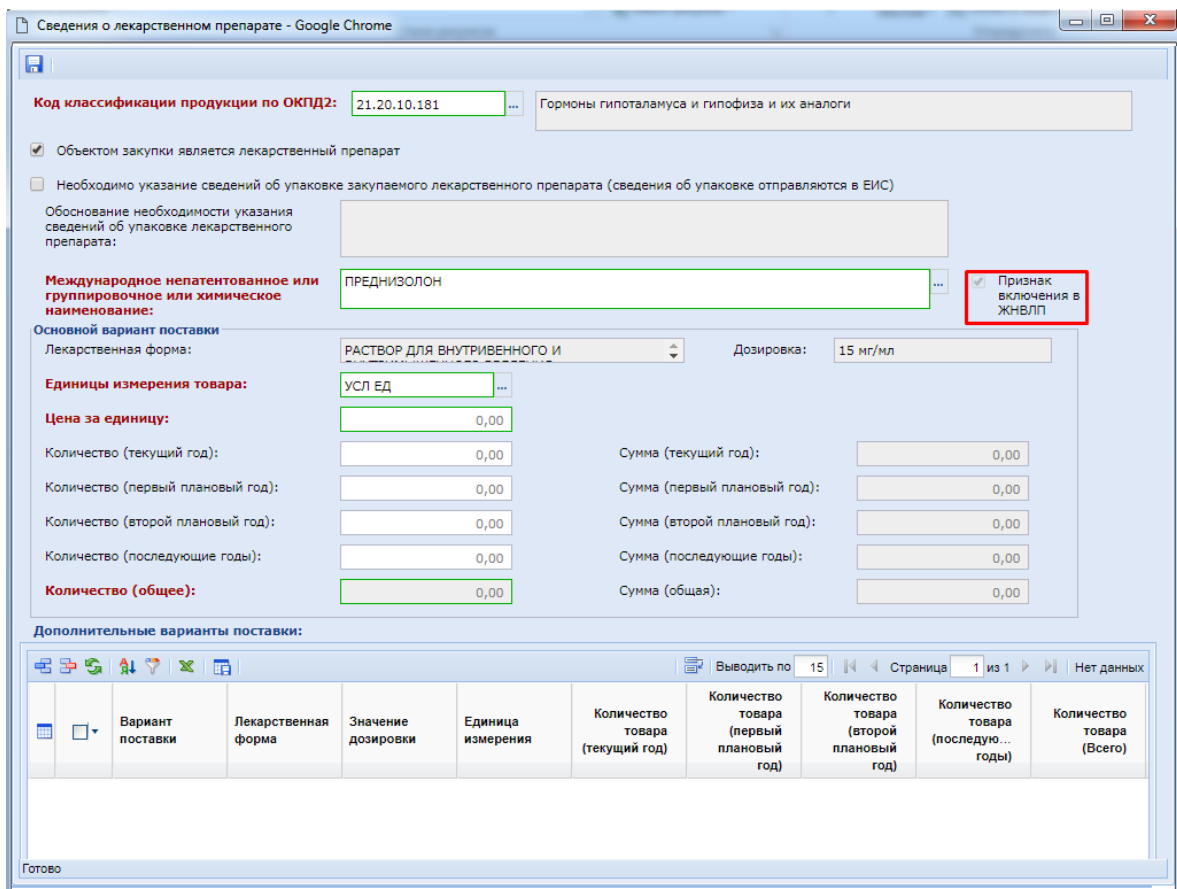 Сведения о лекарственном препарате - Google Chrome
Код классификации продукции по ОКПД2:
21.20.10.181
...
Гормоны гипоталамуса и гипофиза и их аналоги
Объектом закупки является лекарственный препарат
Необходимо указание сведений об упаковке закупаемого лекарственного препарата (сведения об упаковке отправляются в ЕИС)
Обоснование необходимости указания
сведений об упаковке лекарственного
препарата:
Международное непатентованное или
группировочное или химическое
наименование:
ПРЕДНИЗОЛОН
...
Признак
включения в
ЖНВЛП
Основной вариант поставки
Лекарственная форма:
РАСТВОР ДЛЯ ВНУТРИВЕННОГО И
Дозировка:
15 мг/мл
Единицы измерения товара:
УСЛ ЕД
...
Цена за единицу:
0,00
Количество (текущий год):
0,00
Сумма (текущий год):
0,00
Количество (первый плановый год):
0,00
Сумма (первый плановый год):
0,00
Количество (второй плановый год):
0,00
Сумма (второй плановый год):
0,00
Количество (последующие годы):
0,00
Сумма (последующие годы):
0,00
Количество (общее):
0,00
Сумма (общая):
0,00
Дополнительные варианты поставки:
Выводить по
15
Страница
1 из 1
Нет данных
Вариант
поставки
Лекарственная
форма
Значение
дозировки
Единица
измерения
Количество
товара
(текущий год)
Количество
товара
(первый
плановый
год)
Количество
товара
(второй
плановый
год)
Количество
товара
(последую...
годы)
Количество
товара
(Всего)
Готово